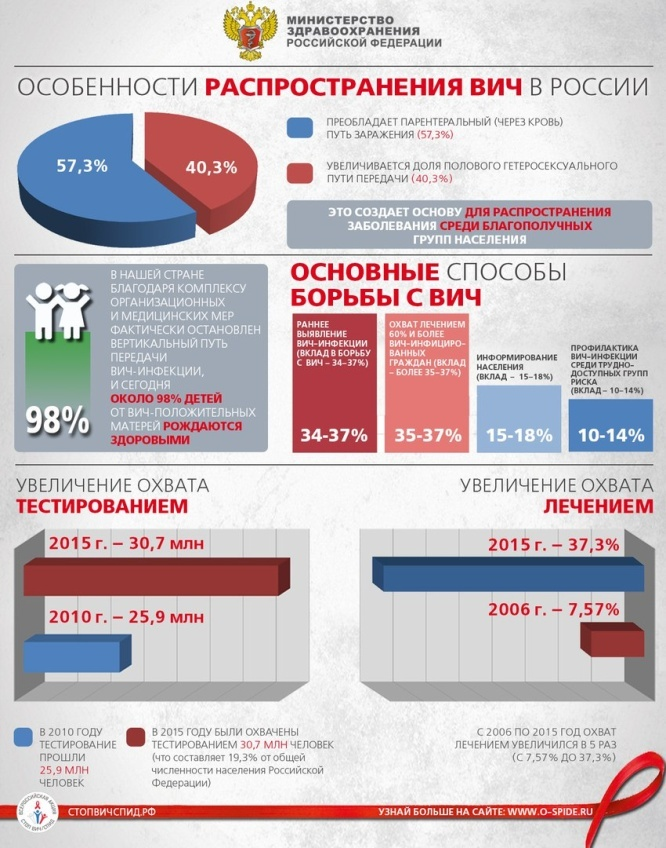 МИНИСТЕРСТВО
ЗДРАВООХРАНЕНИЯ
РОССИЙСКОЙ ФЕДЕРАЦИИ
ОСОБЕННОСТИ РАСПРОСТРАНЕНИЯ ВИЧ В РОССИИ
57,3%
40,3%
ПРЕОБЛАДАЕТ ПАРЕНТЕРАЛЬНЫЙ (ЧЕРЕЗ КРОВЬ)
ПУТЬ ЗАРАЖЕНИЯ (57,3%)
УВЕЛИЧИВАЕТСЯ ДОЛЯ ПОЛОВОГО ГЕТЕРОСЕКСУАЛЬНОГО
ПУТИ ПЕРЕДАЧИ (40,3%)
ЭТО СОЗДАЕТ ОСНОВУ ДЛЯ РАСПРОСТРАНЕНИЯ
ЗАБОЛЕВАНИЯ СРЕДИ БЛАГОПОЛУЧНЫХ
ГРУПП НАСЕЛЕНИЯ
98%
В НАШЕЙ СТРАНЕ
БЛАГОДАРЯ КОМПЛЕКСУ
ОРГАНИЗАЦИОННЫХ
И МЕДИЦИНСКИХ МЕР
ФАКТИЧЕСКИ ОСТАНОВЛЕН
ВЕРТИКАЛЬНЫЙ ПУТЬ
ПЕРЕДАЧИ
ВИЧ-ИНФЕКЦИИ,
И СЕГОДНЯ
ОКОЛО 98% ДЕТЕЙ
ОТ ВИЧ-ПОЛОЖИТЕЛЬНЫХ
МАТЕРЕЙ РОЖДАЮТСЯ
ЗДОРОВЫМИ
ОСНОВНЫЕ СПОСОБЫ
БОРЬБЫ С ВИЧ
РАННЕЕ
ВЫЯВЛЕНИЕ
ВИЧ-ИНФЕКЦИИ
(ВКЛАД В БОРЬБУ
С ВИЧ – 34-37%)
34-37%
ОХВАТ ЛЕЧЕНИЕМ
60% И БОЛЕЕ
ВИЧ-ИНФИЦИРО-
ВАННЫХ
ГРАЖДАН (ВКЛАД
– БОЛЕЕ 35-37%)
35-37%
ИНФОРМИРОВАНИЕ
НАСЕЛЕНИЯ
(ВКЛАД – 15-18%)
15-18%
ПРОФИЛАКТИКА
ВИЧ-ИНФЕКЦИИ
СРЕДИ ТРУДНО-
ДОСТУПНЫХ ГРУПП
РИСКА
(ВКЛАД – 10-14%)
10-14%
УВЕЛИЧЕНИЕ ОХВАТА
ТЕСТИРОВАНИЕМ
2015 г. – 30,7 млн
2010 г. – 25,9 млн
В 2010 ГОДУ
ТЕСТИРОВАНИЕ
ПРОШЛИ
25,9 МЛН
ЧЕЛОВЕК
В 2015 ГОДУ БЫЛИ ОХВАЧЕНЫ
ТЕСТИРОВАНИЕМ 30,7 МЛН ЧЕЛОВЕК
(что составляет 19,3% от общей
численности населения Российской
Федерации)
УВЕЛИЧЕНИЕ ОХВАТА
ЛЕЧЕНИЕМ
2015 г. – 37,3%
2006 г. – 7,57%
С 2006 ПО 2015 ГОД ОХВАТ
ЛЕЧЕНИЕМ УВЕЛИЧИЛСЯ В 5 РАЗ
(С 7,57% ДО 37,3%)
СТОПВИЧСПИД.РФ
УЗНАЙ БОЛЬШЕ НА САЙТЕ: WWW.O-SPIDE.RU